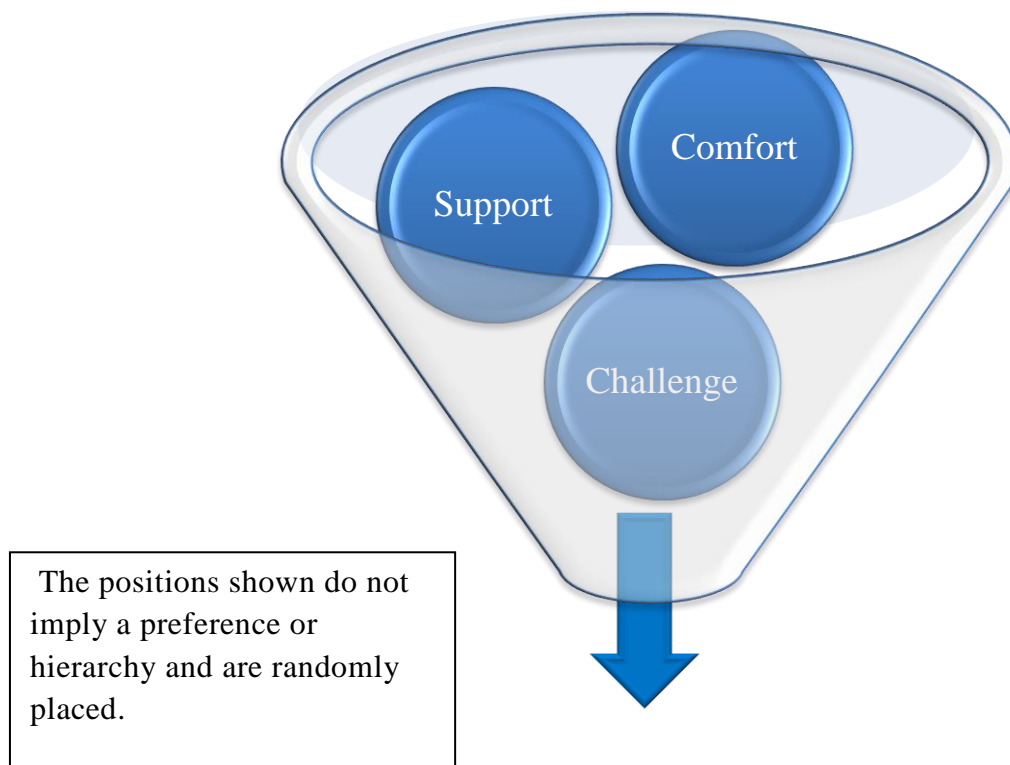 Comfort
Support
Challenge
The positions shown do not
imply a preference or
hierarchy and are randomly
placed.